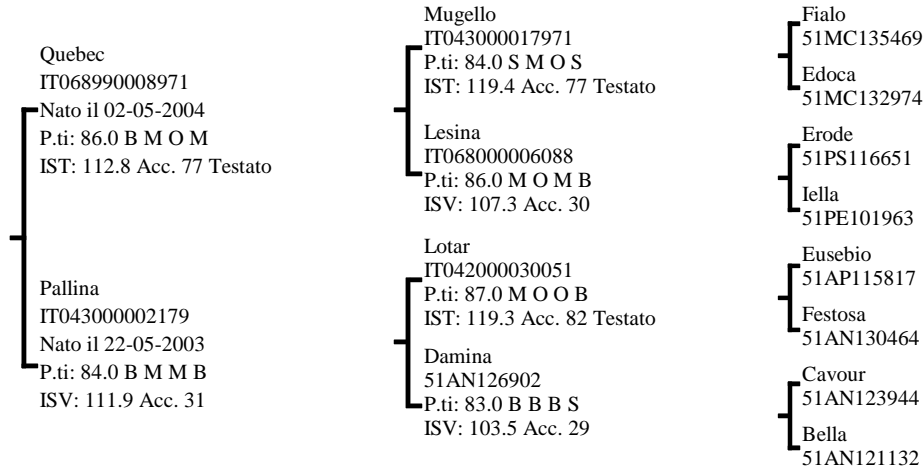 Quebec
IT068990008971
Nato il 02-05-2004
P.ti: 86.0 B M O M
IST: 112.8 Acc. 77 Testato
Pallina
IT043000002179
Nato il 22-05-2003
P.ti: 84.0 B M M B
ISV: 111.9 Acc. 31
Mugello
IT043000017971
P.ti: 84.0 S M O S
IST: 119.4 Acc. 77 Testato
Lesina
IT068000006088
P.ti: 86.0 M O M B
ISV: 107.3 Acc. 30
Lotar
IT042000030051
P.ti: 87.0 M O O B
IST: 119.3 Acc. 82 Testato
Damina
51AN126902
P.ti: 83.0 B B B S
ISV: 103.5 Acc. 29
Fialo
51MC135469
Edoca
51MC132974
Erode
51PS116651
Iella
51PE101963
Eusebio
51AP115817
Festosa
51AN130464
Cavour
51AN123944
Bella
51AN121132